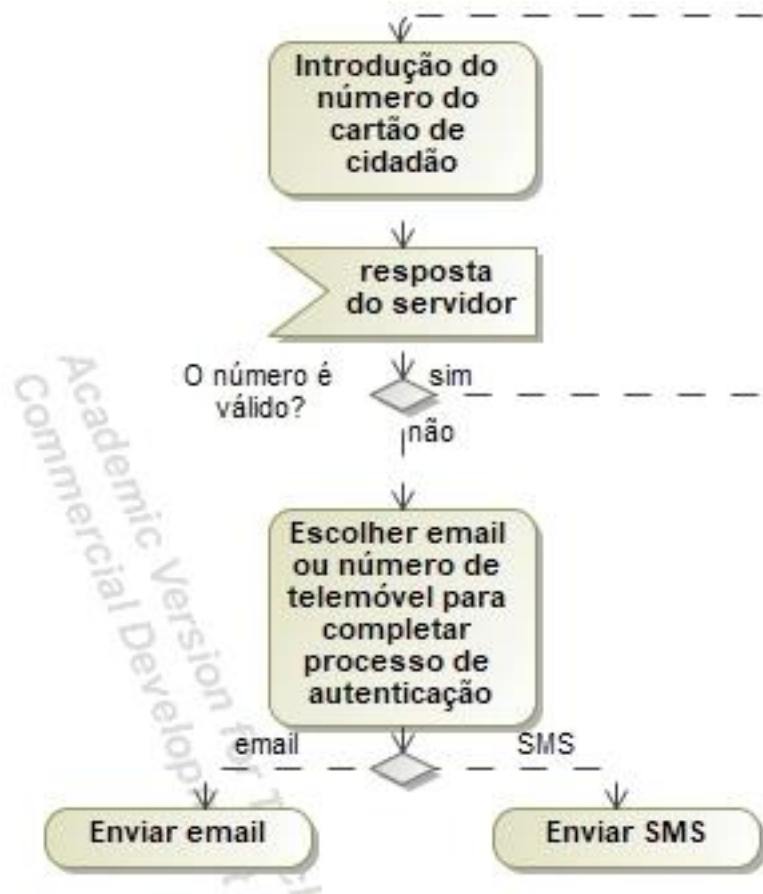 Introdução do
número do
cartão de
cidadão
resposta
do servidor
O número é
válido?
sim
não
Escolher email
ou número de
telemóvel para
completar
processo de
autenticação
email
SMS
Enviar email
Enviar SMS
Academic Version for
Commercial Develop